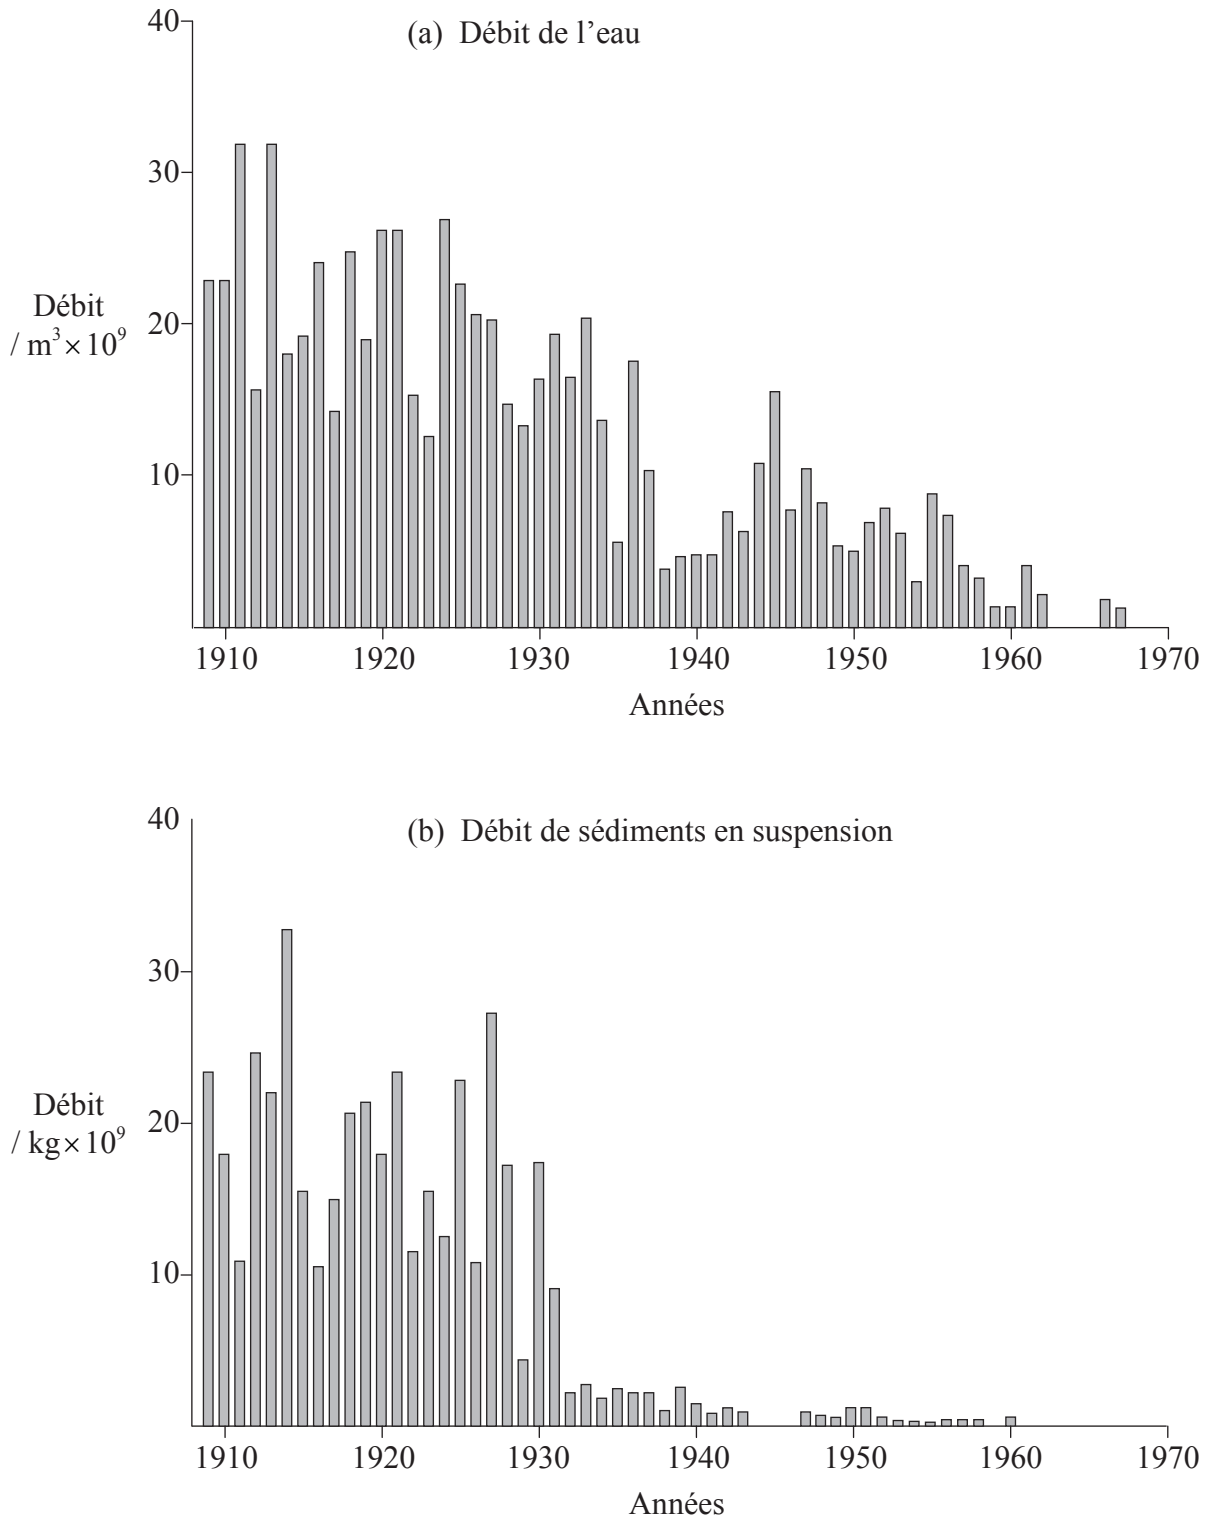 40
(a) Débit de l’eau
30
Débit
/ m³ × 10⁹
20
10
1910 1920 1930 1940 1950 1960 1970
Années
40
(b) Débit de sédiments en suspension
30
Débit
/ kg × 10⁹
20
10
1910 1920 1930 1940 1950 1960 1970
Années